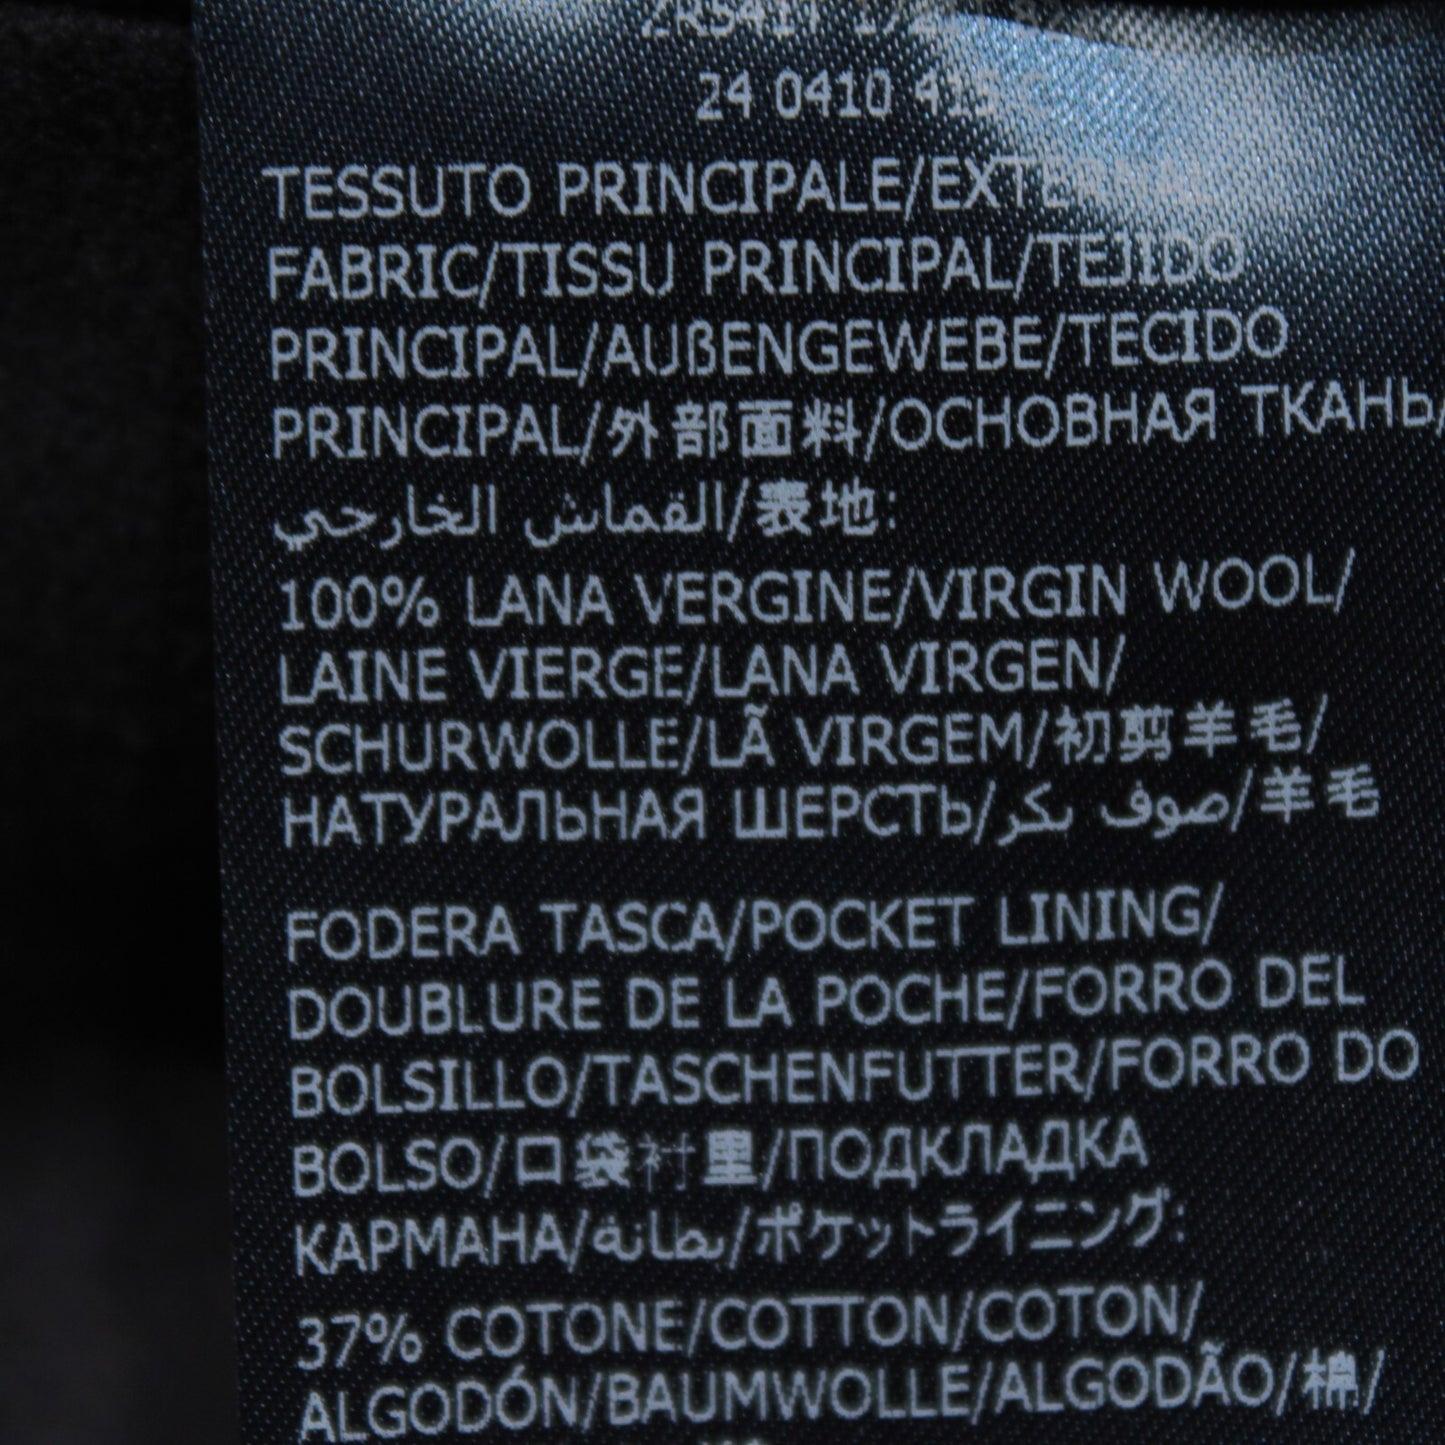 24 0410
TESSUTO PRINCIPALE/EXTERNAL
FABRIC/TISSU PRINCIPAL/TEJIDO
PRINCIPAL/AUßENGEWEBE/TECIDO
PRINCIPAL/外部面料/ОСНОВНАЯ ТКАНЬ/
القماش الخارجي/表地:
100% LANA VERGINE/VIRGIN WOOL/
LAINE VIERGE/LANA VIRGEN/
SCHURWOLLE/LÃ VIRGEM/初剪羊毛/
НАТУРАЛЬНАЯ ШЕРСТЬ/صوف بكر/羊毛
FODERA TASCA/POCKET LINING/
DOUBLURE DE LA POCHE/FORRO DEL
BOLSILLO/TASCHENFUTTER/FORRO DO
BOLSO/口袋衬里/ПОДКЛАДКА
КАРМАНА/بطانة/ポケットライニング:
37% COTONE/COTTON/COTON/
ALGODÓN/BAUMWOLLE/ALGODÃO/棉/